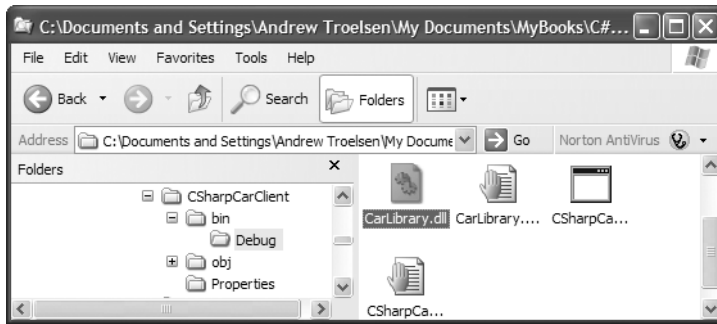 C:\Documents and Settings\Andrew Troelsen\My Documents\MyBooks\C#...
File Edit View Favorites Tools Help
Back Search Folders
Address C:\Documents and Settings\Andrew Troelsen\My Docume Go Norton AntiVirus
Folders x
CSharpCarClient
bin
Debug
obj
Properties
CarLibrary.dll CarLibrary.... CSharpCa...
CSharpCa...